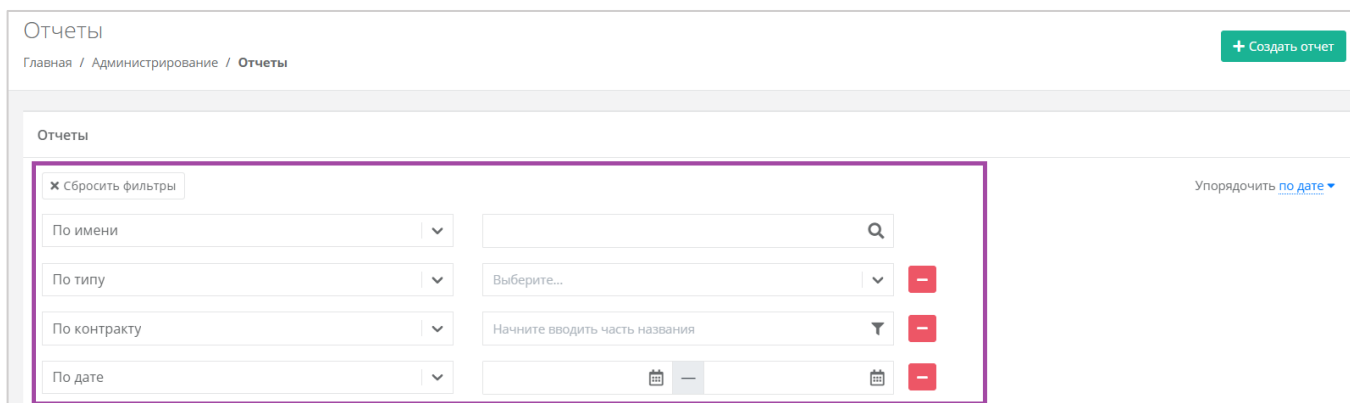 Отчеты
Главная / Администрирование / Отчеты
+ Создать отчет
Отчеты
× Сбросить фильтры
Упорядочить по дате
По имени
По типу
Выберите...
По контракту
Начните вводить часть названия
По дате
—